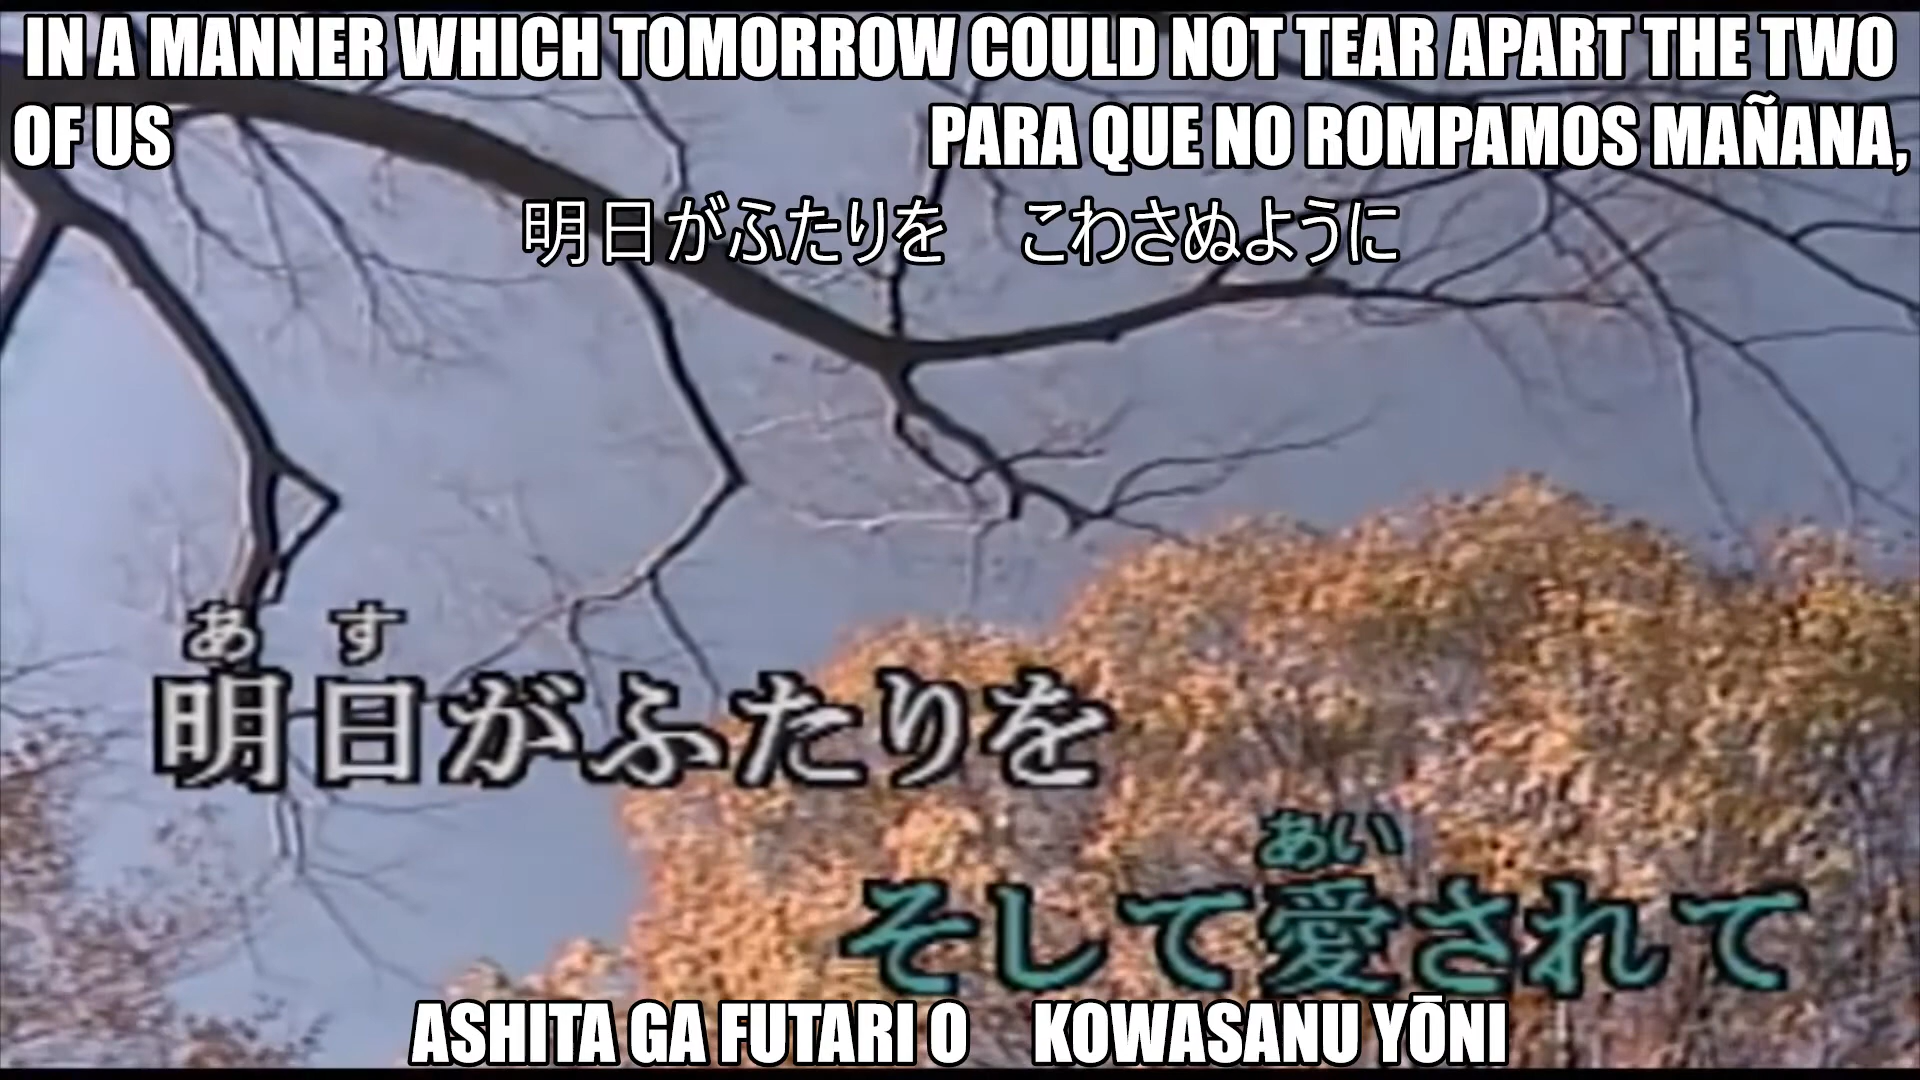 IN A MANNER WHICH TOMORROW COULD NOT TEAR APART THE TWO
OF US PARA QUE NO ROMPAMOS MAÑANA,
明日がふたりを　こわさぬように
あ す
明日がふたりを
あい
そして愛されて
ASHITA GA FUTARI O KOWASANU YŌNI